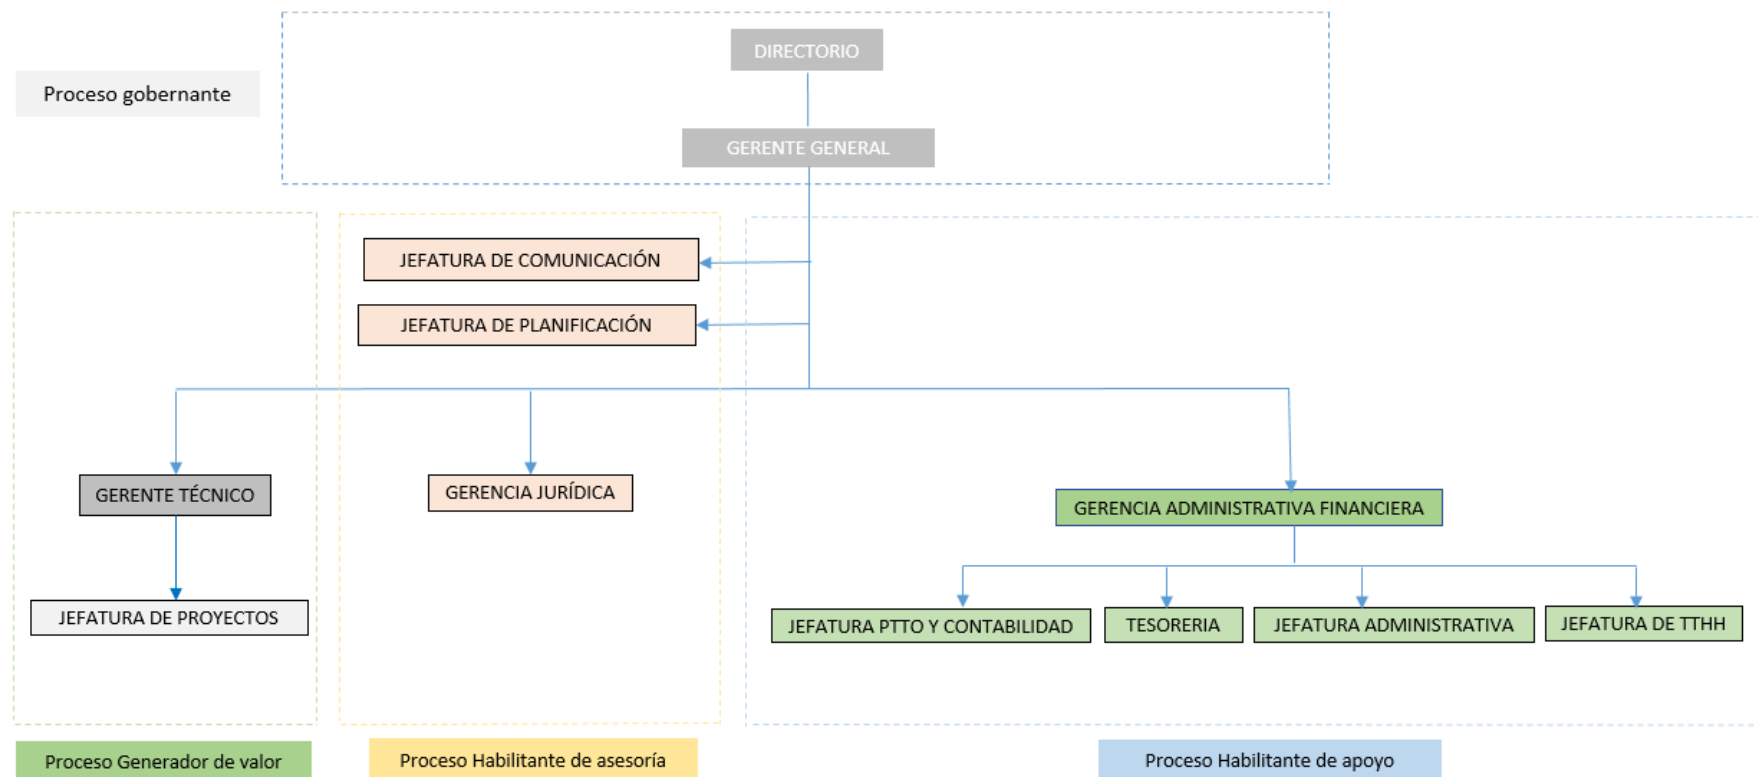 DIRECTORIO
Proceso gobernante
GERENTE GENERAL
JEFATURA DE COMUNICACIÓN
JEFATURA DE PLANIFICACIÓN
GERENTE TÉCNICO
GERENCIA JURÍDICA
GERENCIA ADMINISTRATIVA FINANCIERA
JEFATURA DE PROYECTOS
JEFATURA PTTO Y CONTABILIDAD
TESORERIA
JEFATURA ADMINISTRATIVA
JEFATURA DE TTHH
Proceso Generador de valor
Proceso Habilitante de asesoría
Proceso Habilitante de apoyo